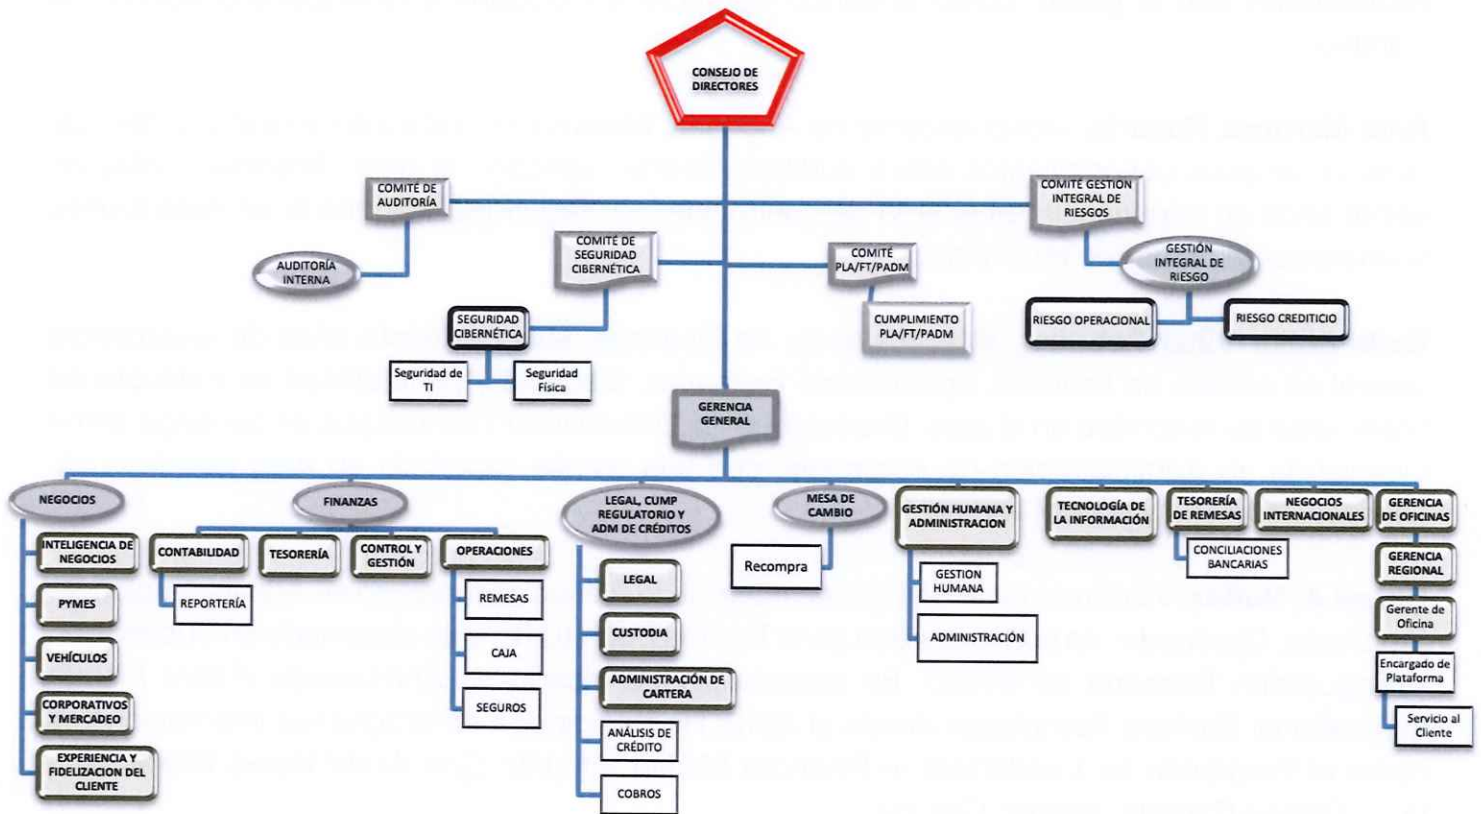 CONSEJO DE
DIRECTORES
COMITÉ DE
AUDITORÍA
COMITÉ GESTION
INTEGRAL DE
RIESGOS
COMITÉ DE
SEGURIDAD
CIBERNÉTICA
COMITÉ
PLA/FT/PADM
AUDITORÍA
INTERNA
GESTIÓN
INTEGRAL DE
RIESGO
SEGURIDAD
CIBERNÉTICA
CUMPLIMIENTO
PLA/FT/PADM
RIESGO OPERACIONAL
RIESGO CREDITICIO
Seguridad de
TI
Seguridad
Física
GERENCIA
GENERAL
NEGOCIOS
INTELIGENCIA DE
NEGOCIOS
PYMES
VEHÍCULOS
CORPORATIVOS
Y MERCADEO
EXPERIENCIA Y
FIDELIZACION DEL
CLIENTE
FINANZAS
CONTABILIDAD
REPORTERÍA
TESORERÍA
CONTROL Y
GESTIÓN
OPERACIONES
REMESAS
CAJA
SEGUROS
LEGAL, CUMP
REGULATORIO Y
ADM DE CRÉDITOS
LEGAL
CUSTODIA
ADMINISTRACIÓN DE
CARTERA
ANÁLISIS DE
CRÉDITO
COBROS
MESA DE
CAMBIO
Recompra
GESTIÓN HUMANA Y
ADMINISTRACION
GESTION
HUMANA
ADMINISTRACIÓN
TECNOLOGÍA DE
LA INFORMACIÓN
TESORERÍA
DE REMESAS
CONCILIACIONES
BANCARIAS
NEGOCIOS
INTERNACIONALES
GERENCIA
DE OFICINAS
GERENCIA
REGIONAL
Gerente de
Oficina
Encargado de
Plataforma
Servicio al
Cliente